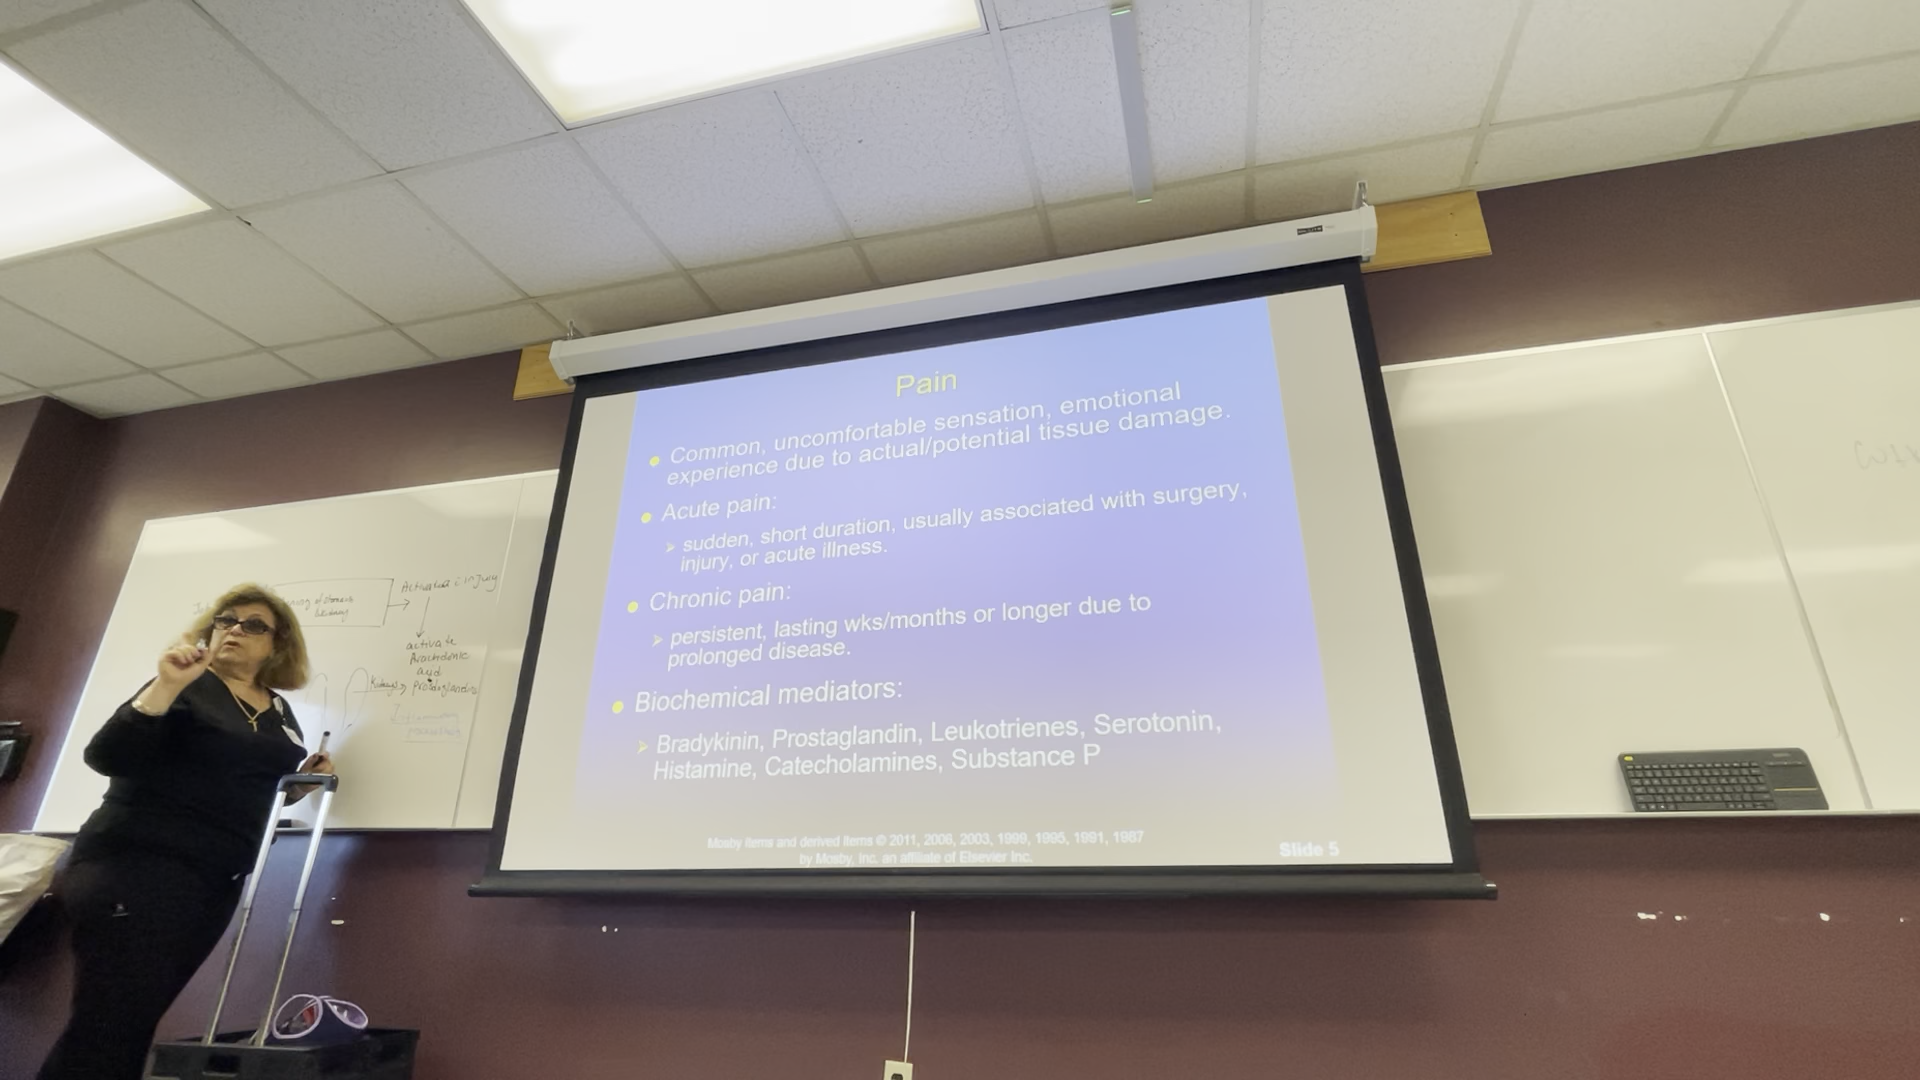 Pain
Common, uncomfortable sensation, emotional
experience due to actual/potential tissue damage.
Acute pain:
sudden, short duration, usually associated with surgery,
injury, or acute illness.
Chronic pain:
persistent, lasting wks/months or longer due to
prolonged disease.
Biochemical mediators:
Bradykinin, Prostaglandin, Leukotrienes, Serotonin,
Histamine, Catecholamines, Substance P
Mosby items and derived items © 2011, 2006, 2003, 1999, 1995, 1991, 1987
by Mosby, Inc. an affiliate of Elsevier Inc.
Slide 5
injury
activate
Arachidonic
acid
Kidneys